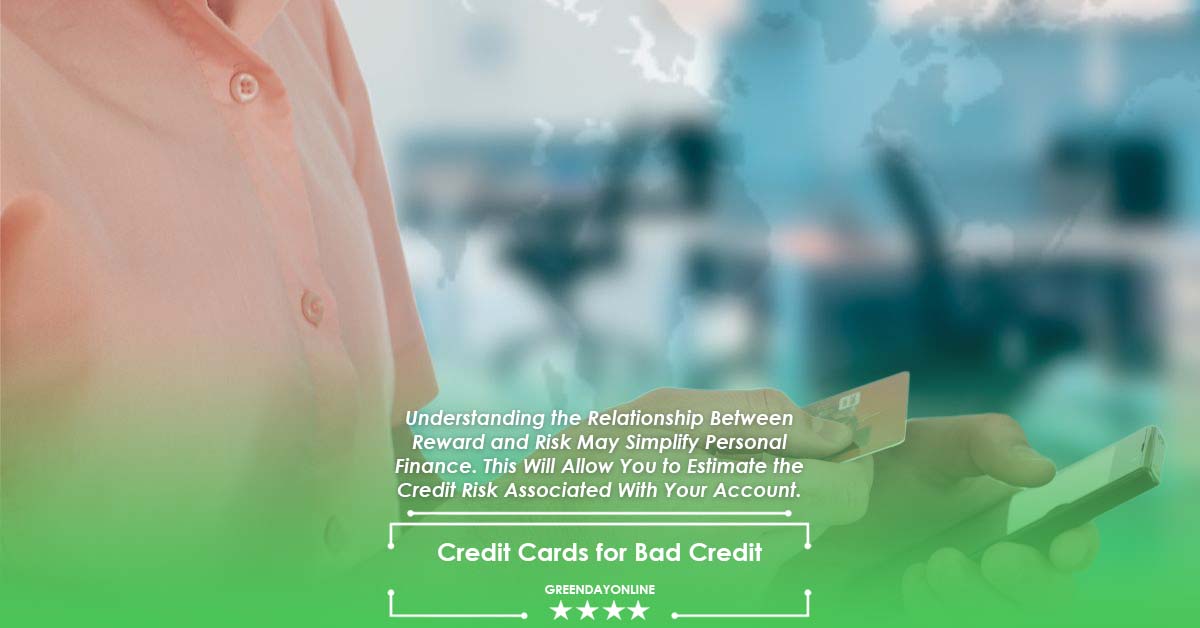 Understanding the Relationship Between
Reward and Risk May Simplify Personal
Finance. This Will Allow You to Estimate the
Credit Risk Associated With Your Account.
Credit Cards for Bad Credit
GREENDAYONLINE